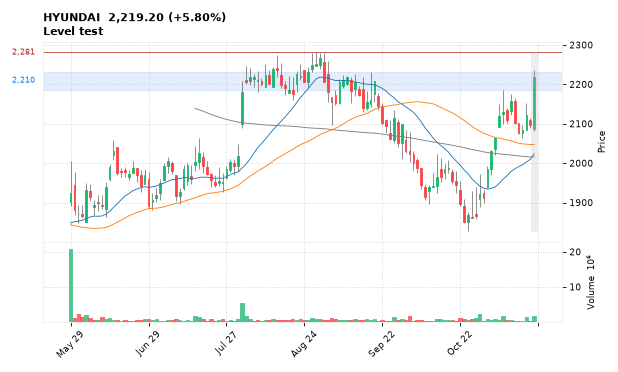 HYUNDAI 2,219.20 (+5.80%)
Level test
2,281
2,210
2300
2200
2100
2000
1900
Price
20
10
Volume 10⁶
May 29
Jun 29
Jul 27
Aug 24
Sep 22
Oct 22